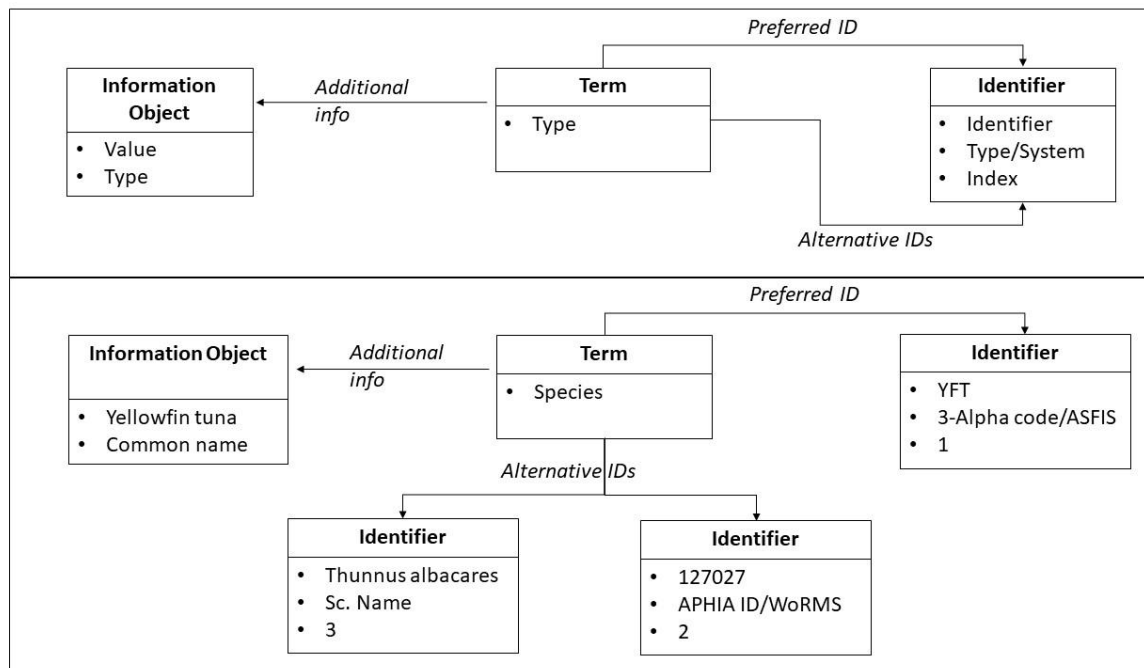 Preferred ID
Information
Object
• Value
• Type
Additional
info
Term
• Type
Identifier
• Identifier
• Type/System
• Index
Alternative IDs
Preferred ID
Information Object
• Yellowfin tuna
• Common name
Additional
info
Term
• Species
Identifier
• YFT
• 3-Alpha code/ASFIS
• 1
Alternative IDs
Identifier
• Thunnus albacares
• Sc. Name
• 3
Identifier
• 127027
• APHIA ID/WoRMS
• 2